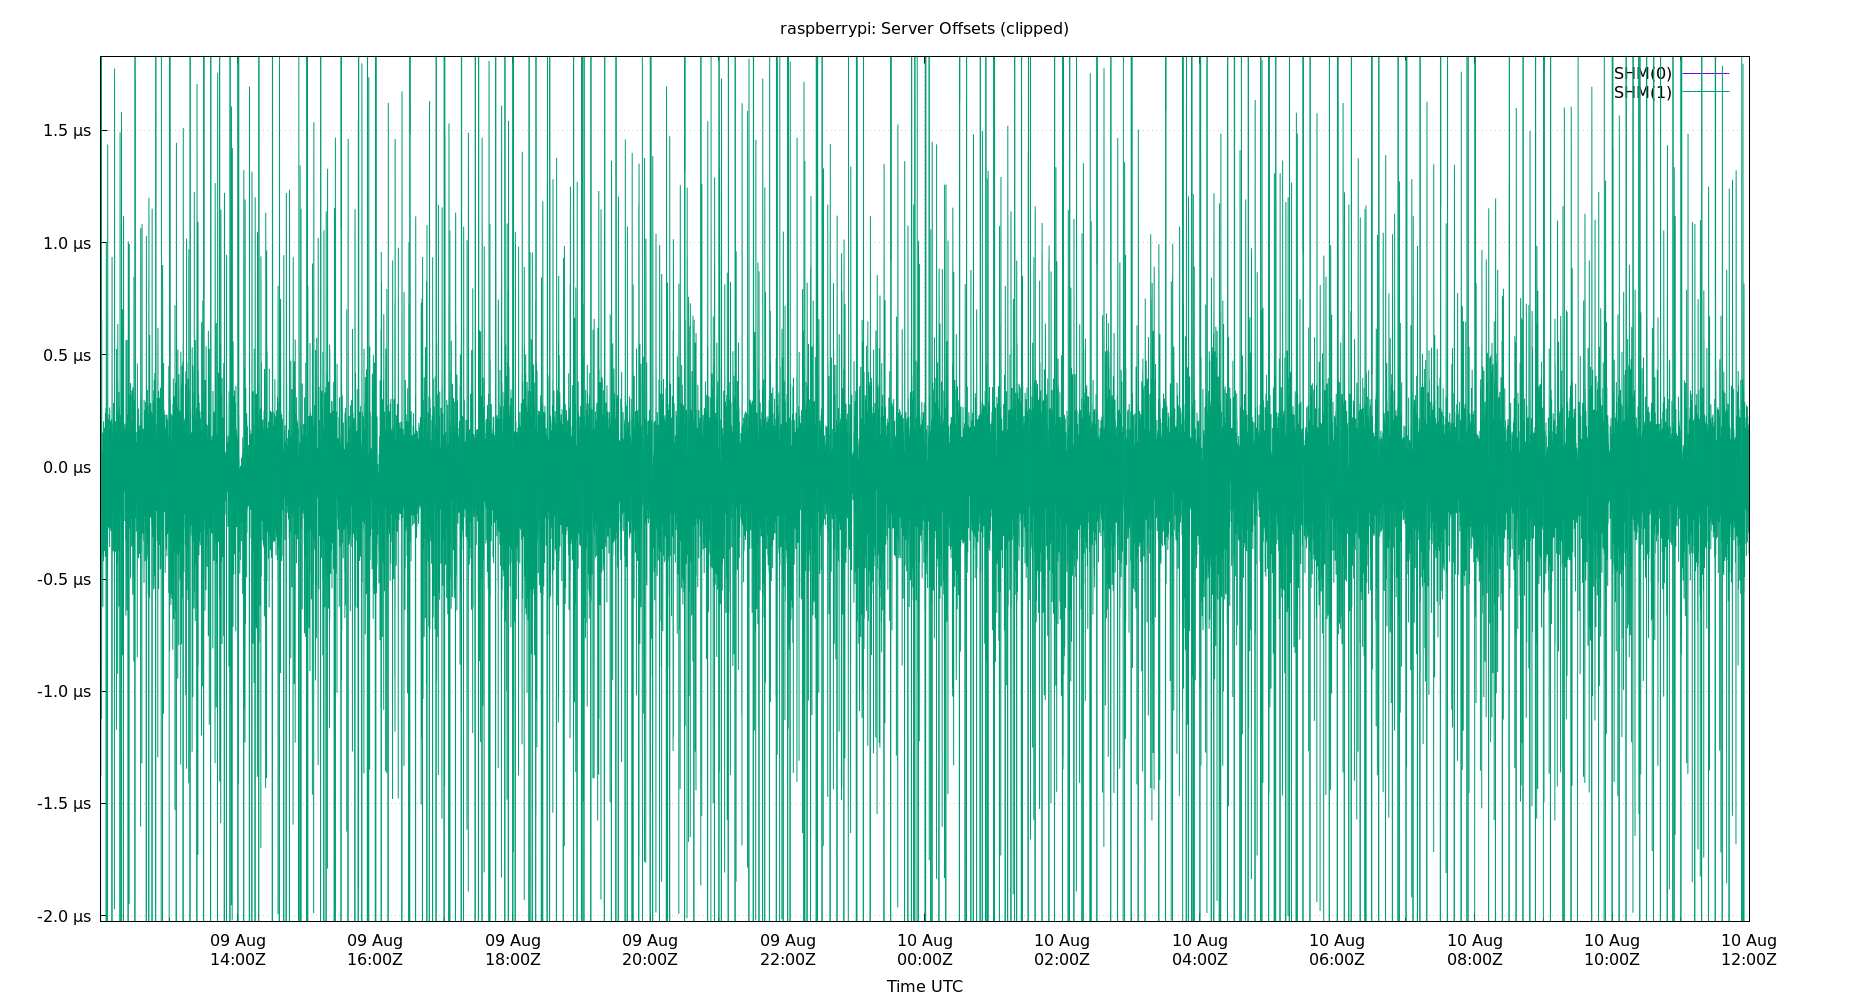 raspberrypi: Server Offsets (clipped)
SHM(0)
SHM(1)
1.5 µs
1.0 µs
0.5 µs
0.0 µs
-0.5 µs
-1.0 µs
-1.5 µs
-2.0 µs
09 Aug 09 Aug 09 Aug 09 Aug 09 Aug 10 Aug 10 Aug 10 Aug 10 Aug 10 Aug 10 Aug 10 Aug
14:00Z 16:00Z 18:00Z 20:00Z 22:00Z 00:00Z 02:00Z 04:00Z 06:00Z 08:00Z 10:00Z 12:00Z
Time UTC